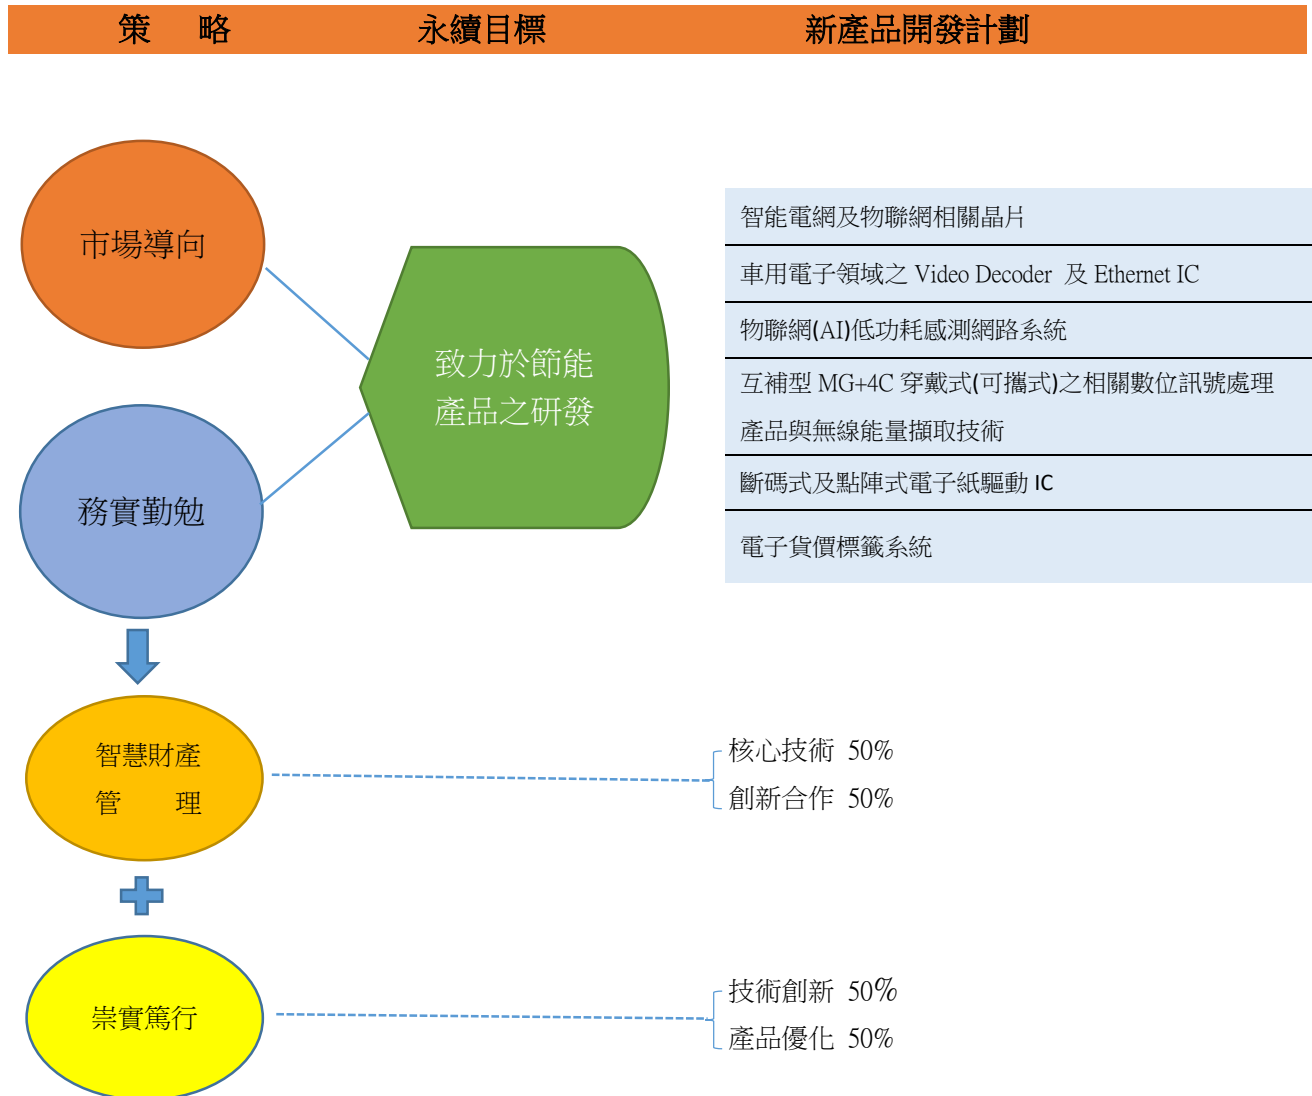 策　略　永續目標　新產品開發計劃
市場導向
務實勤勉
致力於節能
產品之研發
智能電網及物聯網相關晶片
車用電子領域之 Video Decoder 及 Ethernet IC
物聯網(AI)低功耗感測網路系統
互補型 MG+4C 穿戴式(可攜式)之相關數位訊號處理
產品與無線能量擷取技術
斷碼式及點陣式電子紙驅動 IC
電子貨價標籤系統
智慧財產
管　理
核心技術 50%
創新合作 50%
崇實篤行
技術創新 50%
產品優化 50%